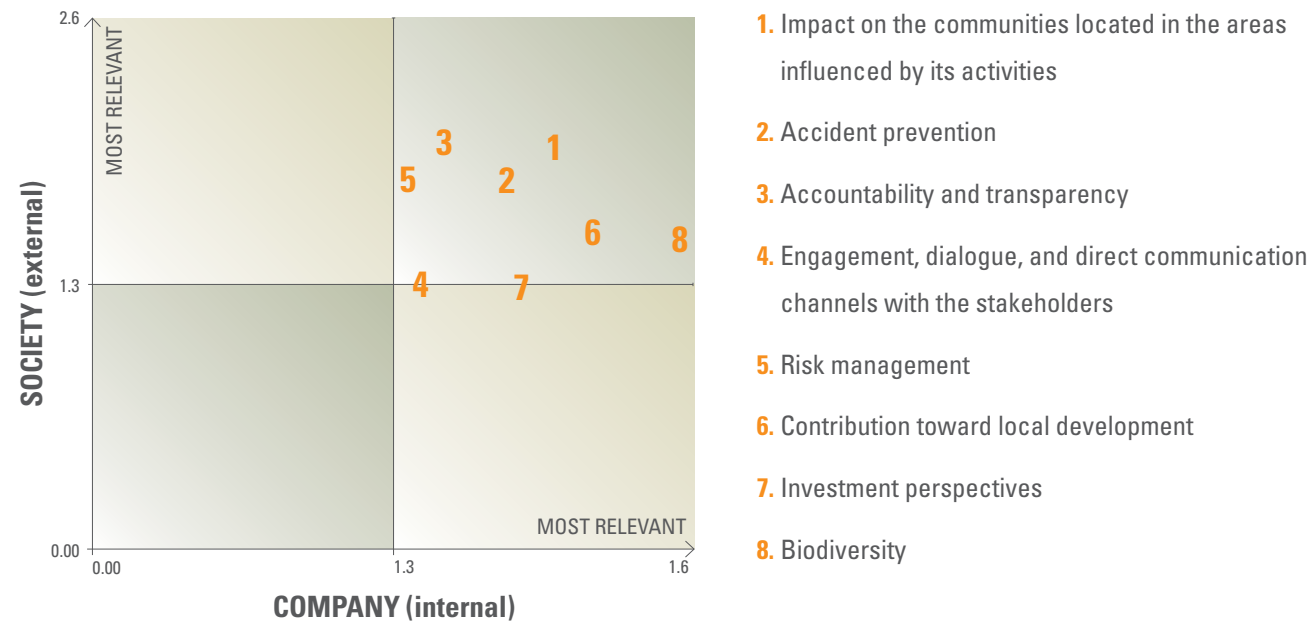 2.6
MOST RELEVANT
3
1
5
2
6
8
4
7
1.3
SOCIETY (external)
MOST RELEVANT
0.00
0.00
1.3
1.6
COMPANY (internal)
1. Impact on the communities located in the areas
influenced by its activities
2. Accident prevention
3. Accountability and transparency
4. Engagement, dialogue, and direct communication
channels with the stakeholders
5. Risk management
6. Contribution toward local development
7. Investment perspectives
8. Biodiversity